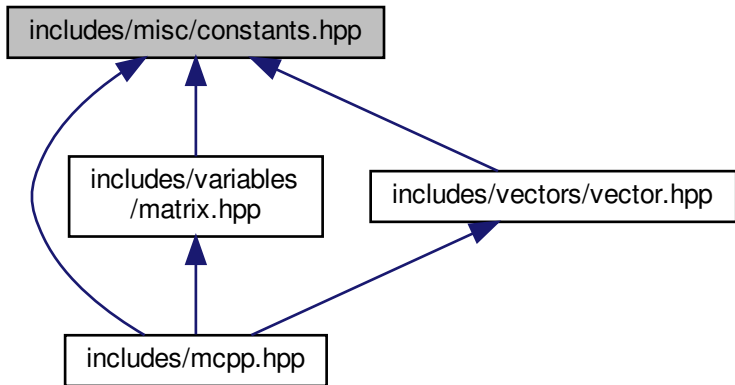 includes/misc/constants.hpp
includes/variables
/matrix.hpp
includes/vectors/vector.hpp
includes/mcpp.hpp